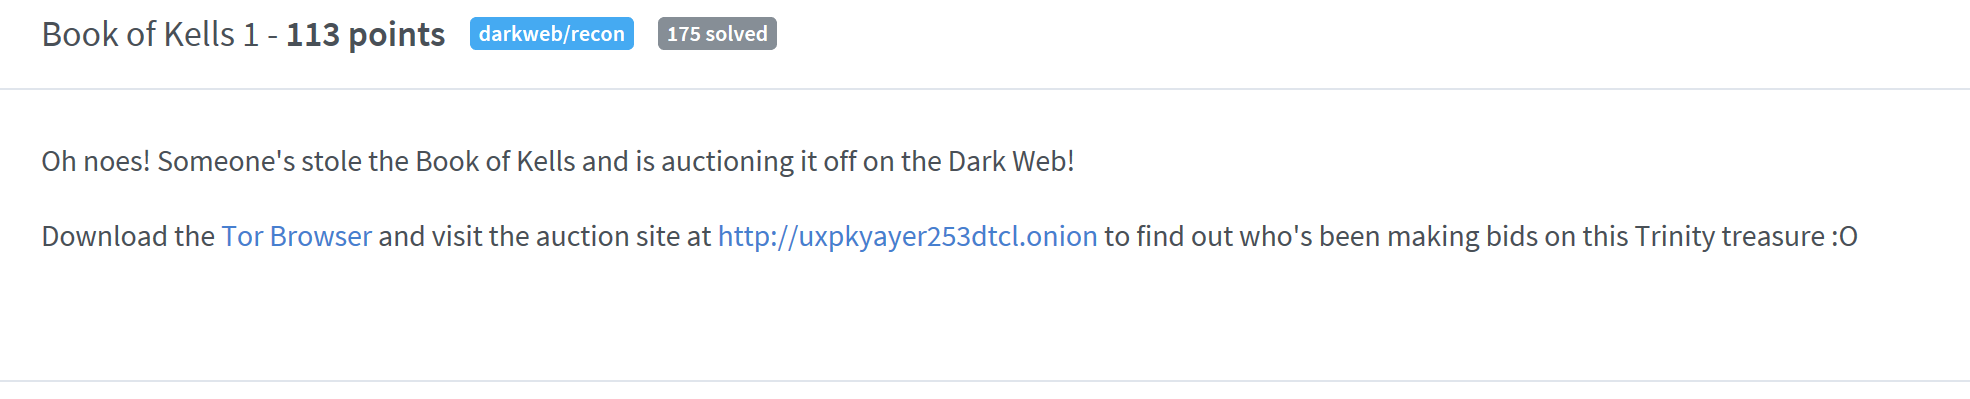 Book of Kells 1 - 113 points darkweb/recon 175 solved
Oh noes! Someone's stole the Book of Kells and is auctioning it off on the Dark Web!
Download the Tor Browser and visit the auction site at http://uxpkyayer253dtcl.onion to find out who's been making bids on this Trinity treasure :O